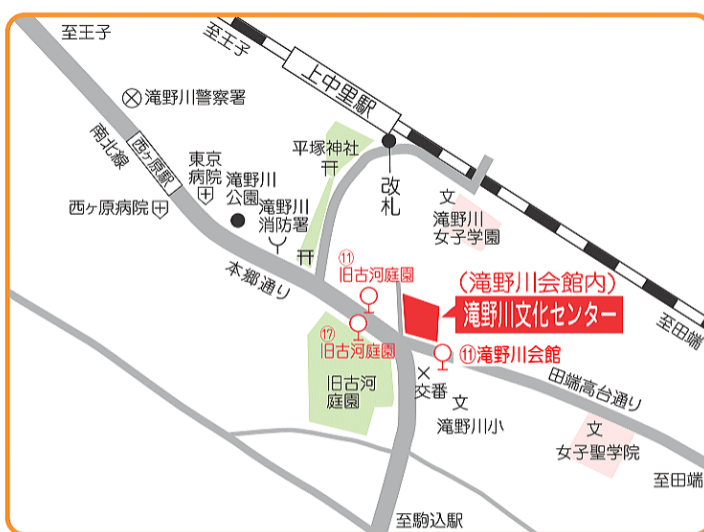 至王子
至王子
上中里駅
滝野川警察署
南北線
西ヶ原駅
平塚神社
東京
病院
滝野川
公園
改札
文
滝野川
女子学園
西ヶ原病院
滝野川
消防署
本郷通り
⑪
旧古河庭園
(滝野川会館内)
滝野川文化センター
至田端
⑰
旧古河庭園
⑪滝野川会館
旧古河
庭園
交番
文
滝野川小
田端高台通り
文
女子聖学院
至田端
至駒込駅